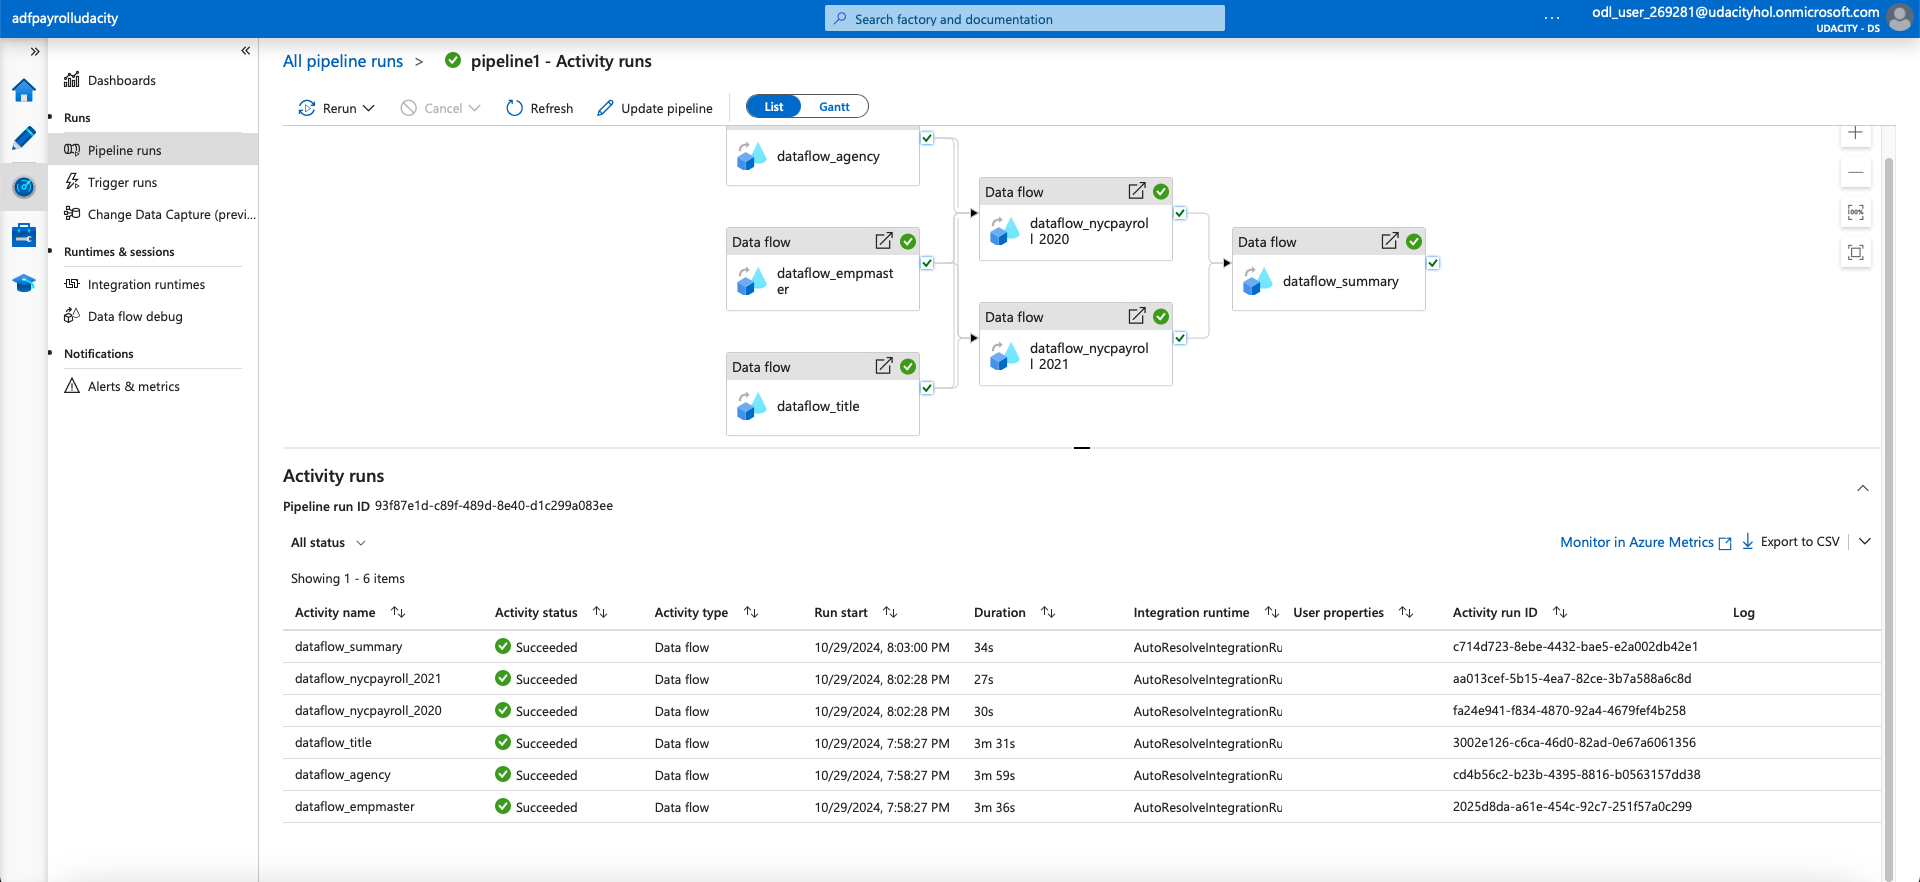 adfpayrolludacity
Search factory and documentation
...
odl_user_269281@udacityhol.onmicrosoft.com
UDACITY - DS
Dashboards
Runs
Pipeline runs
Trigger runs
Change Data Capture (previ...
Runtimes & sessions
Integration runtimes
Data flow debug
Notifications
Alerts & metrics
All pipeline runs > pipeline1 - Activity runs
Rerun Cancel Refresh Update pipeline List Gantt
dataflow_agency
Data flow
dataflow_empmast
er
Data flow
dataflow_title
Data flow
dataflow_nycpayrol
l_2020
Data flow
dataflow_nycpayrol
l_2021
Data flow
dataflow_summary
100%
Activity runs
Pipeline run ID 93f87e1d-c89f-489d-8e40-d1c299a083ee
All status Monitor in Azure Metrics Export to CSV
Showing 1 - 6 items
Activity name Activity status Activity type Run start Duration Integration runtime User properties Activity run ID Log
dataflow_summary Succeeded Data flow 10/29/2024, 8:03:00 PM 34s AutoResolveIntegrationRu c714d723-8ebe-4432-bae5-e2a002db42e1
dataflow_nycpayroll_2021 Succeeded Data flow 10/29/2024, 8:02:28 PM 27s AutoResolveIntegrationRu aa013cef-5b15-4ea7-82ce-3b7a588a6c8d
dataflow_nycpayroll_2020 Succeeded Data flow 10/29/2024, 8:02:28 PM 30s AutoResolveIntegrationRu fa24e941-f834-4870-92a4-4679fef4b258
dataflow_title Succeeded Data flow 10/29/2024, 7:58:27 PM 3m 31s AutoResolveIntegrationRu 3002e126-c6ca-46d0-82ad-0e67a6061356
dataflow_agency Succeeded Data flow 10/29/2024, 7:58:27 PM 3m 59s AutoResolveIntegrationRu cd4b56c2-b23b-4395-8816-b0563157dd38
dataflow_empmaster Succeeded Data flow 10/29/2024, 7:58:27 PM 3m 36s AutoResolveIntegrationRu 2025d8da-a61e-454c-92c7-251f57a0c299